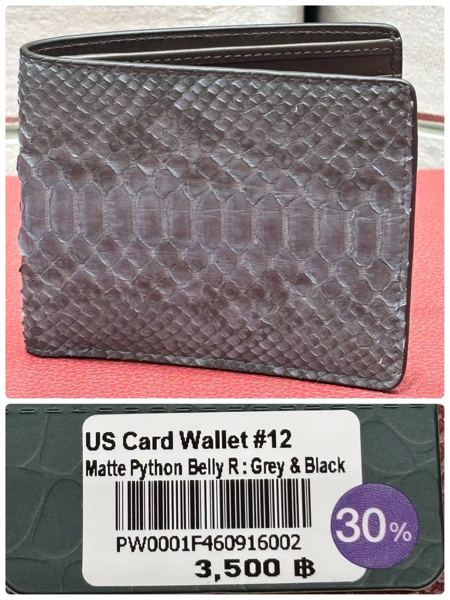 US Card Wallet #12
Matte Python Belly R : Grey & Black
PW0001F460916002
3,500 ฿
30%